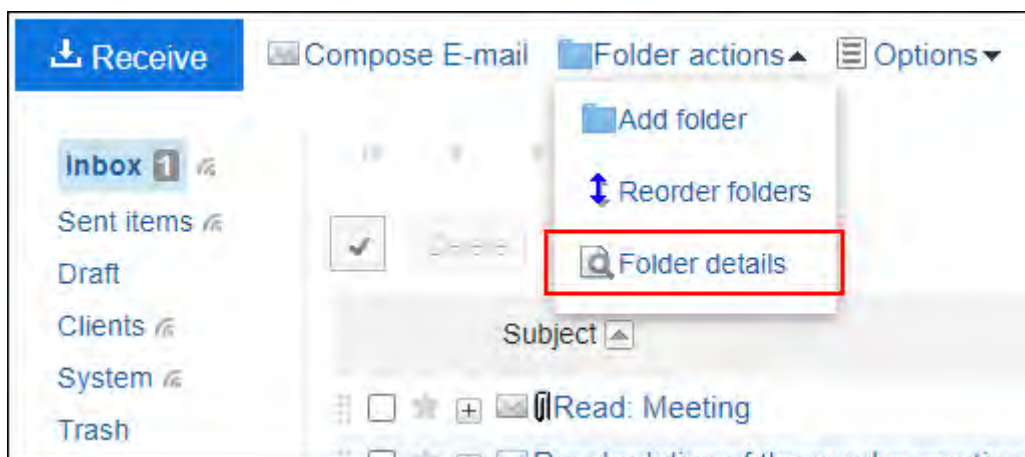 Receive Compose E-mail Folder actions Options
Add folder
Inbox 1
Reorder folders
Sent items
Delete
Folder details
Draft
Clients
Subject
System
Read: Meeting
Trash